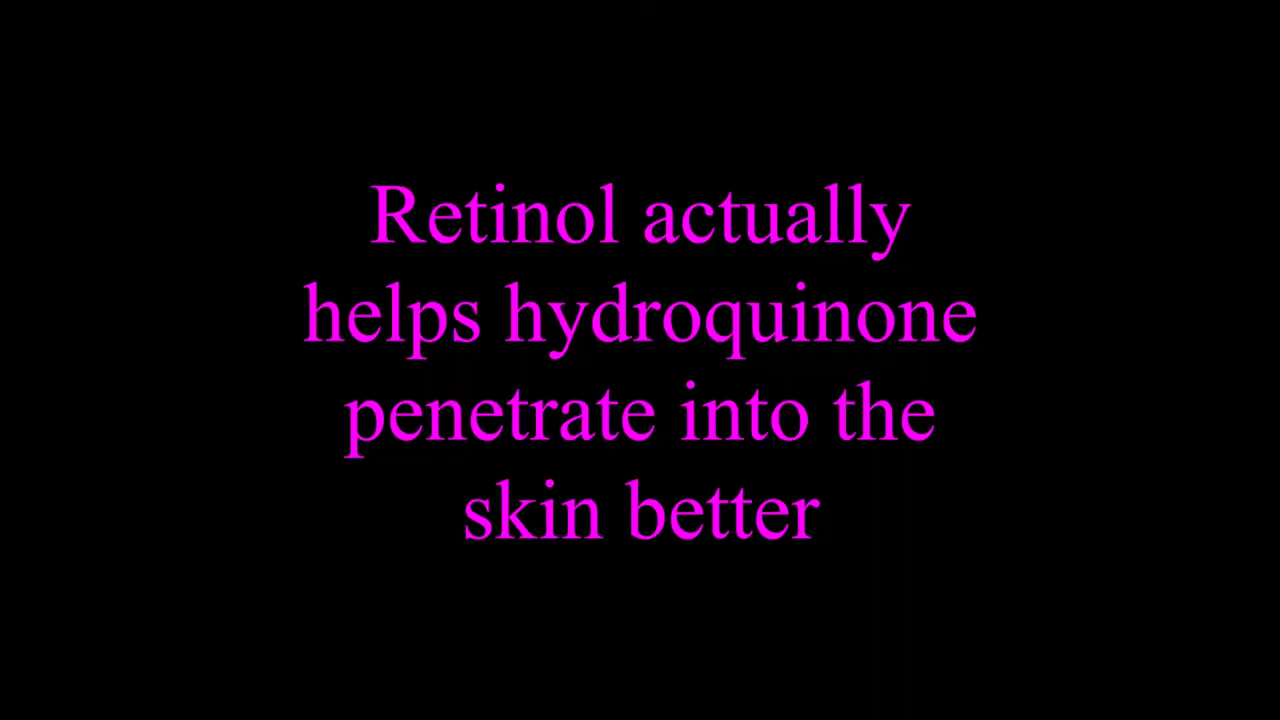 Retinol actually
helps hydroquinone
penetrate into the
skin better